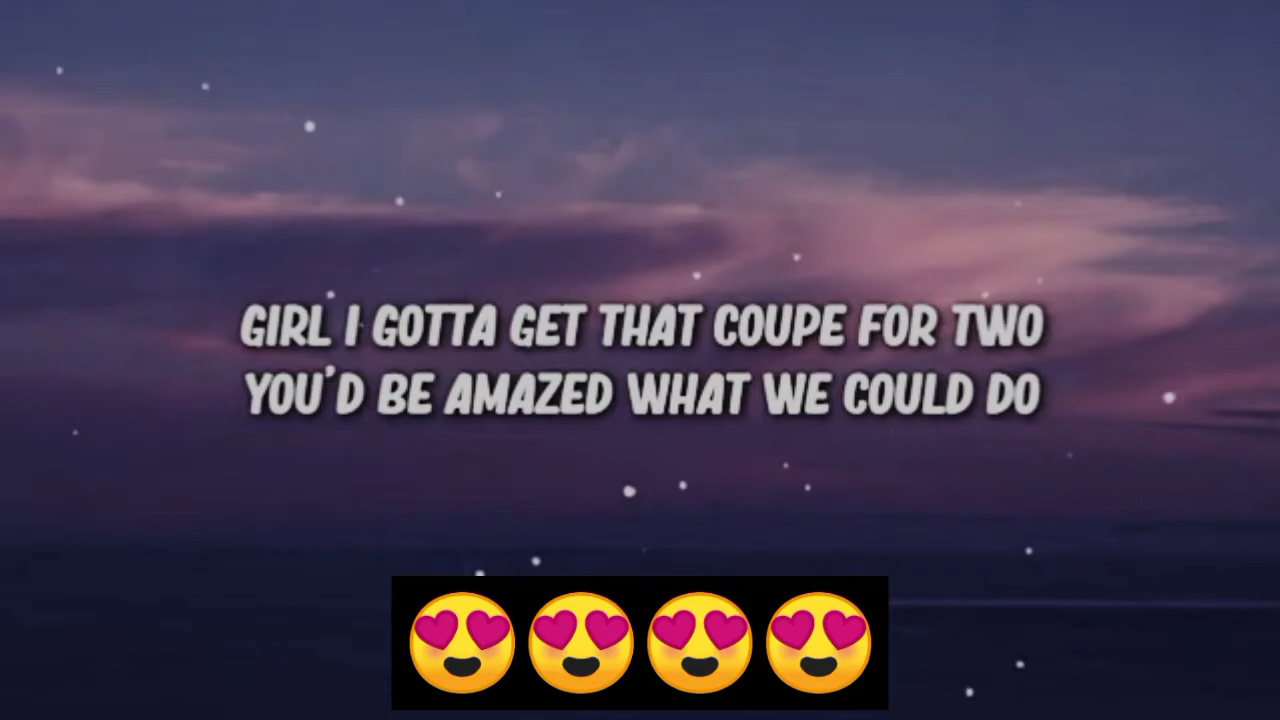 GIRL I GOTTA GET THAT COUPE FOR TWO
YOU'D BE AMAZED WHAT WE COULD DO
😍😍😍😍